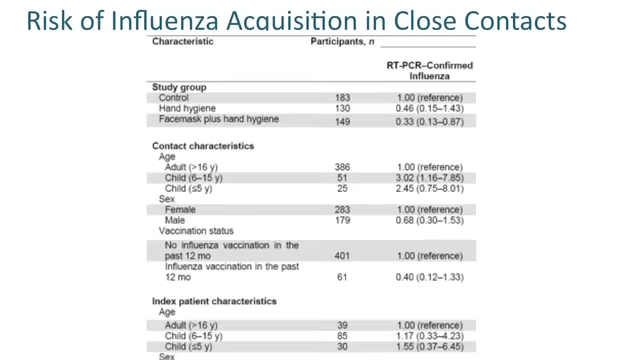 Risk of Influenza Acquisition in Close Contacts
Characteristic Participants, n
RT-PCR–Confirmed
Influenza
Study group
Control 183 1.00 (reference)
Hand hygiene 130 0.46 (0.15–1.43)
Facemask plus hand hygiene 149 0.33 (0.13–0.87)
Contact characteristics
Age
Adult (>16 y) 386 1.00 (reference)
Child (6–15 y) 51 3.02 (1.16–7.85)
Child (≤5 y) 25 2.45 (0.75–8.01)
Sex
Female 283 1.00 (reference)
Male 179 0.68 (0.30–1.53)
Vaccination status
No influenza vaccination in the
past 12 mo 401 1.00 (reference)
Influenza vaccination in the past
12 mo 61 0.40 (0.12–1.33)
Index patient characteristics
Age
Adult (>16 y) 39 1.00 (reference)
Child (6–15 y) 85 1.17 (0.33–4.23)
Child (≤5 y) 30 1.55 (0.37–6.45)
Sex